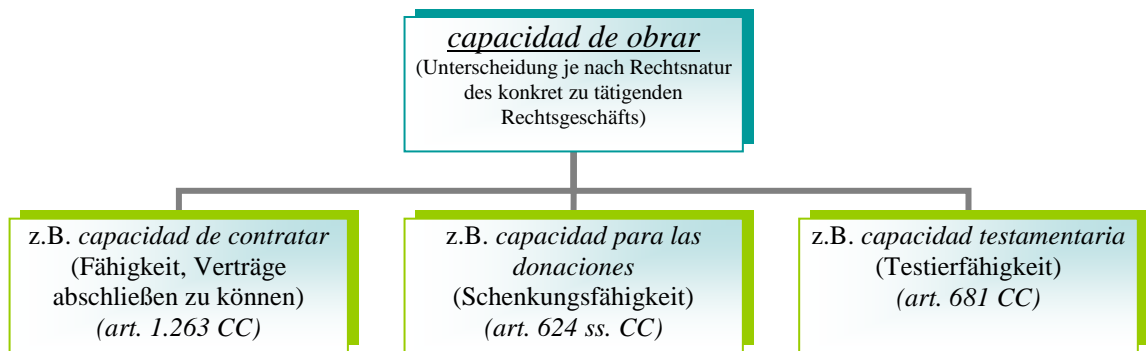 capacidad de obrar
(Unterscheidung je nach Rechtsnatur
des konkret zu tätigenden
Rechtsgeschäfts)
z.B. capacidad de contratar
(Fähigkeit, Verträge
abschließen zu können)
(art. 1.263 CC)
z.B. capacidad para las
donaciones
(Schenkungsfähigkeit)
(art. 624 ss. CC)
z.B. capacidad testamentaria
(Testierfähigkeit)
(art. 681 CC)